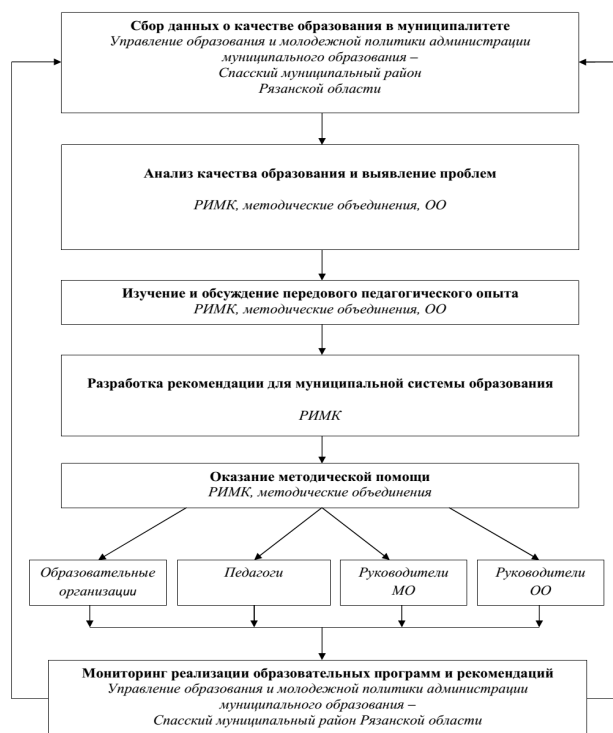 Сбор данных о качестве образования в муниципалитете
Управление образования и молодежной политики администрации
муниципального образования –
Спасский муниципальный район
Рязанской области
Анализ качества образования и выявление проблем
РИМК, методические объединения, ОО
Изучение и обсуждение передового педагогического опыта
РИМК, методические объединения, ОО
Разработка рекомендации для муниципальной системы образования
РИМК
Оказание методической помощи
РИМК, методические объединения
Образовательные
организации
Педагоги
Руководители
МО
Руководители
ОО
Мониторинг реализации образовательных программ и рекомендаций
Управление образования и молодежной политики администрации
муниципального образования –
Спасский муниципальный район Рязанской области